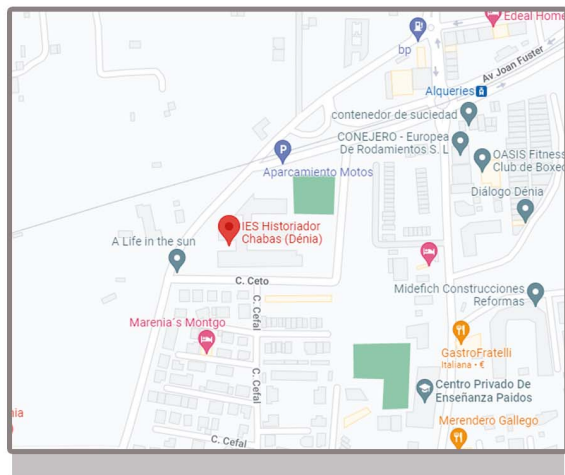 Edeal Home
bp
Av Joan Fuster
Alqueries
contenedor de suciedad
CONEJERO - Europea
De Rodamientos S. L
OASIS Fitness
Club de Boxeo
P
Aparcamiento Motos
Diálogo Dénia
IES Historiador
Chabas (Dénia)
A Life in the sun
C. Ceto
C. Cefal
Midefich Construcciones
Reformas
Marenia´s Montgo
GastroFratelli
Italiana • €
C. Cefal
Centro Privado De
Enseñanza Paidos
nia
Merendero Gallego
C. Cefal